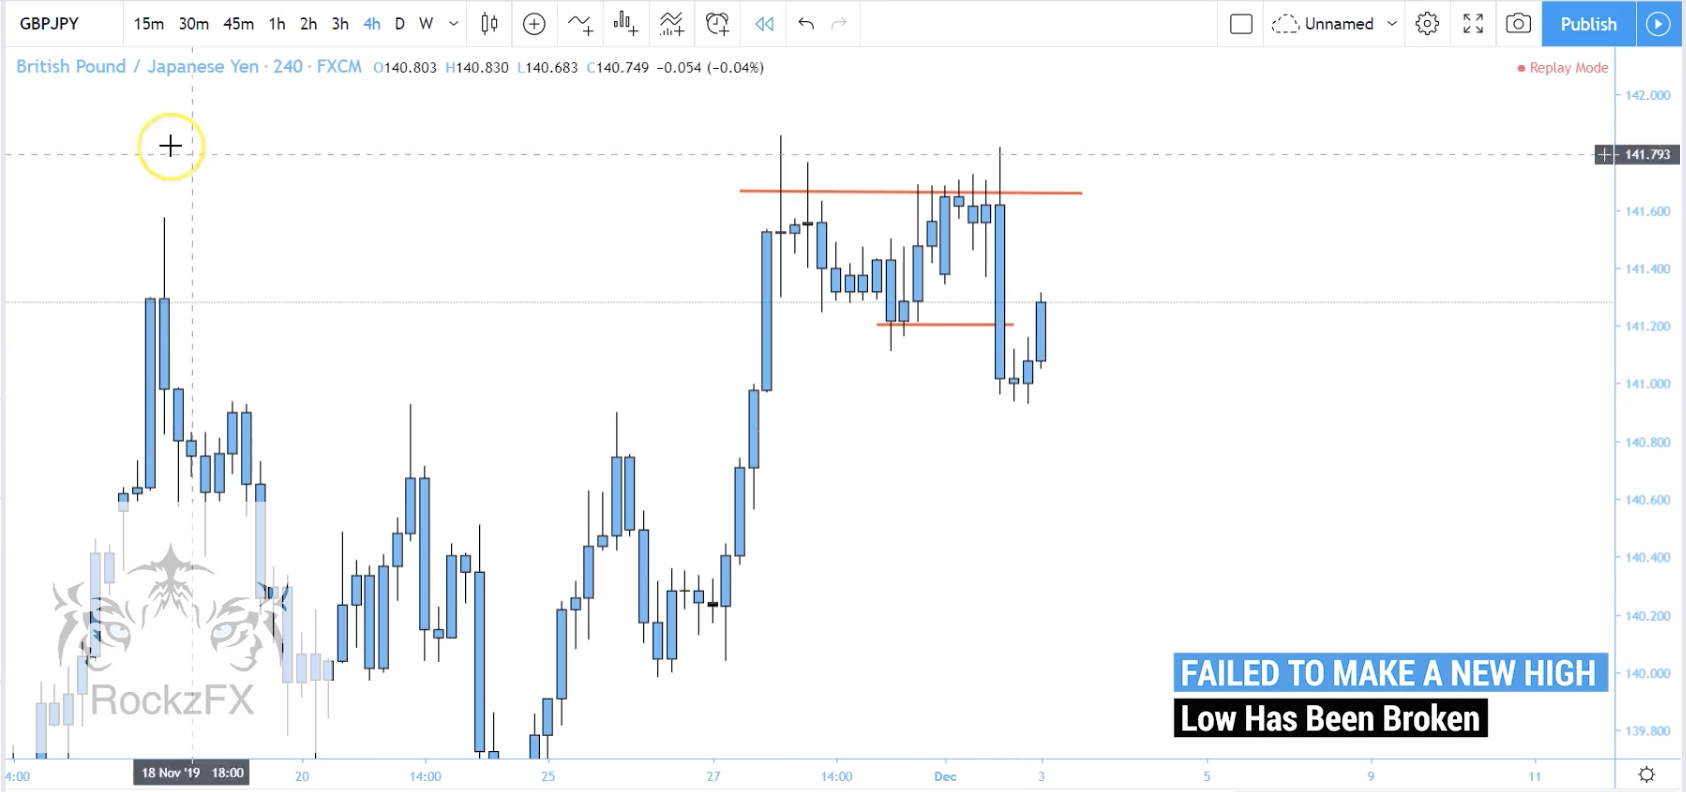 GBPJPY 15m 30m 45m 1h 2h 3h 4h D W Unnamed Publish
British Pound / Japanese Yen · 240 · FXCM O140.803 H140.830 L140.683 C140.749 -0.054 (-0.04%) Replay Mode
142.000
141.793
141.600
141.400
141.200
141.000
140.800
140.600
140.400
140.200
140.000
139.800
RockzFX
FAILED TO MAKE A NEW HIGH
Low Has Been Broken
4:00 18 Nov '19 18:00 20 14:00 25 27 14:00 Dec 3 5 9 11